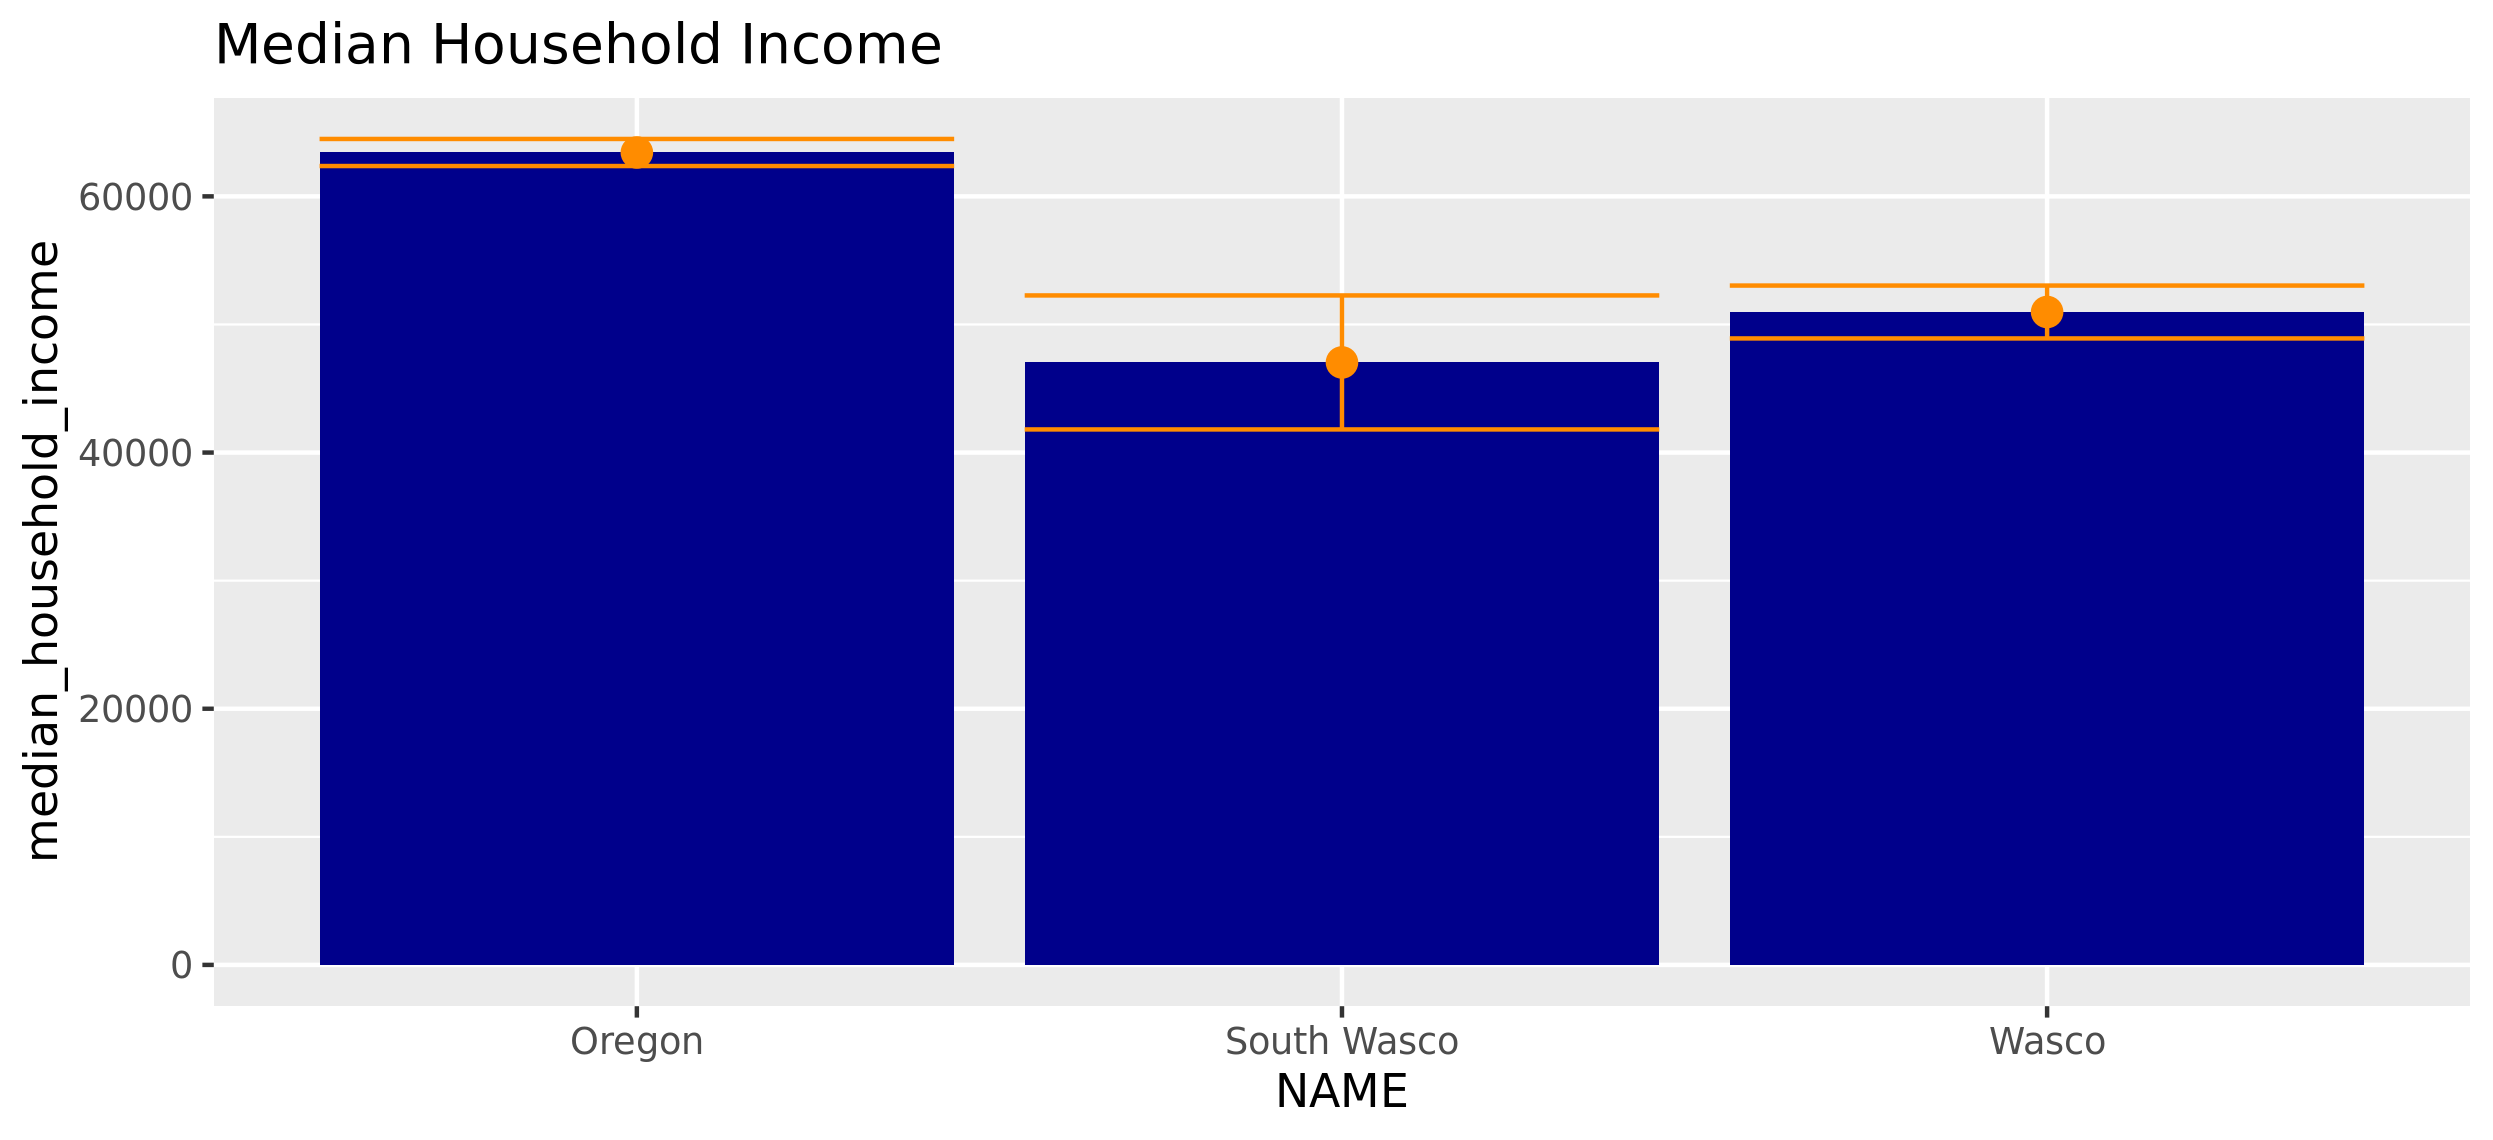 Median Household Income
median_household_income
60000
40000
20000
0
Oregon South Wasco Wasco
NAME